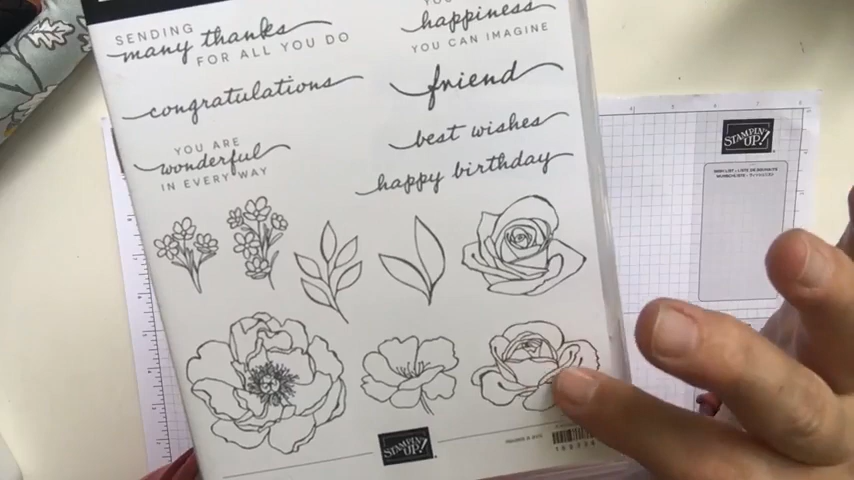 SENDING
many thanks
FOR ALL YOU DO
happiness
YOU CAN IMAGINE
congratulations
friend
YOU ARE
wonderful
IN EVERY WAY
best wishes
happy birthday
STAMPIN' UP!
STAMPIN' UP!